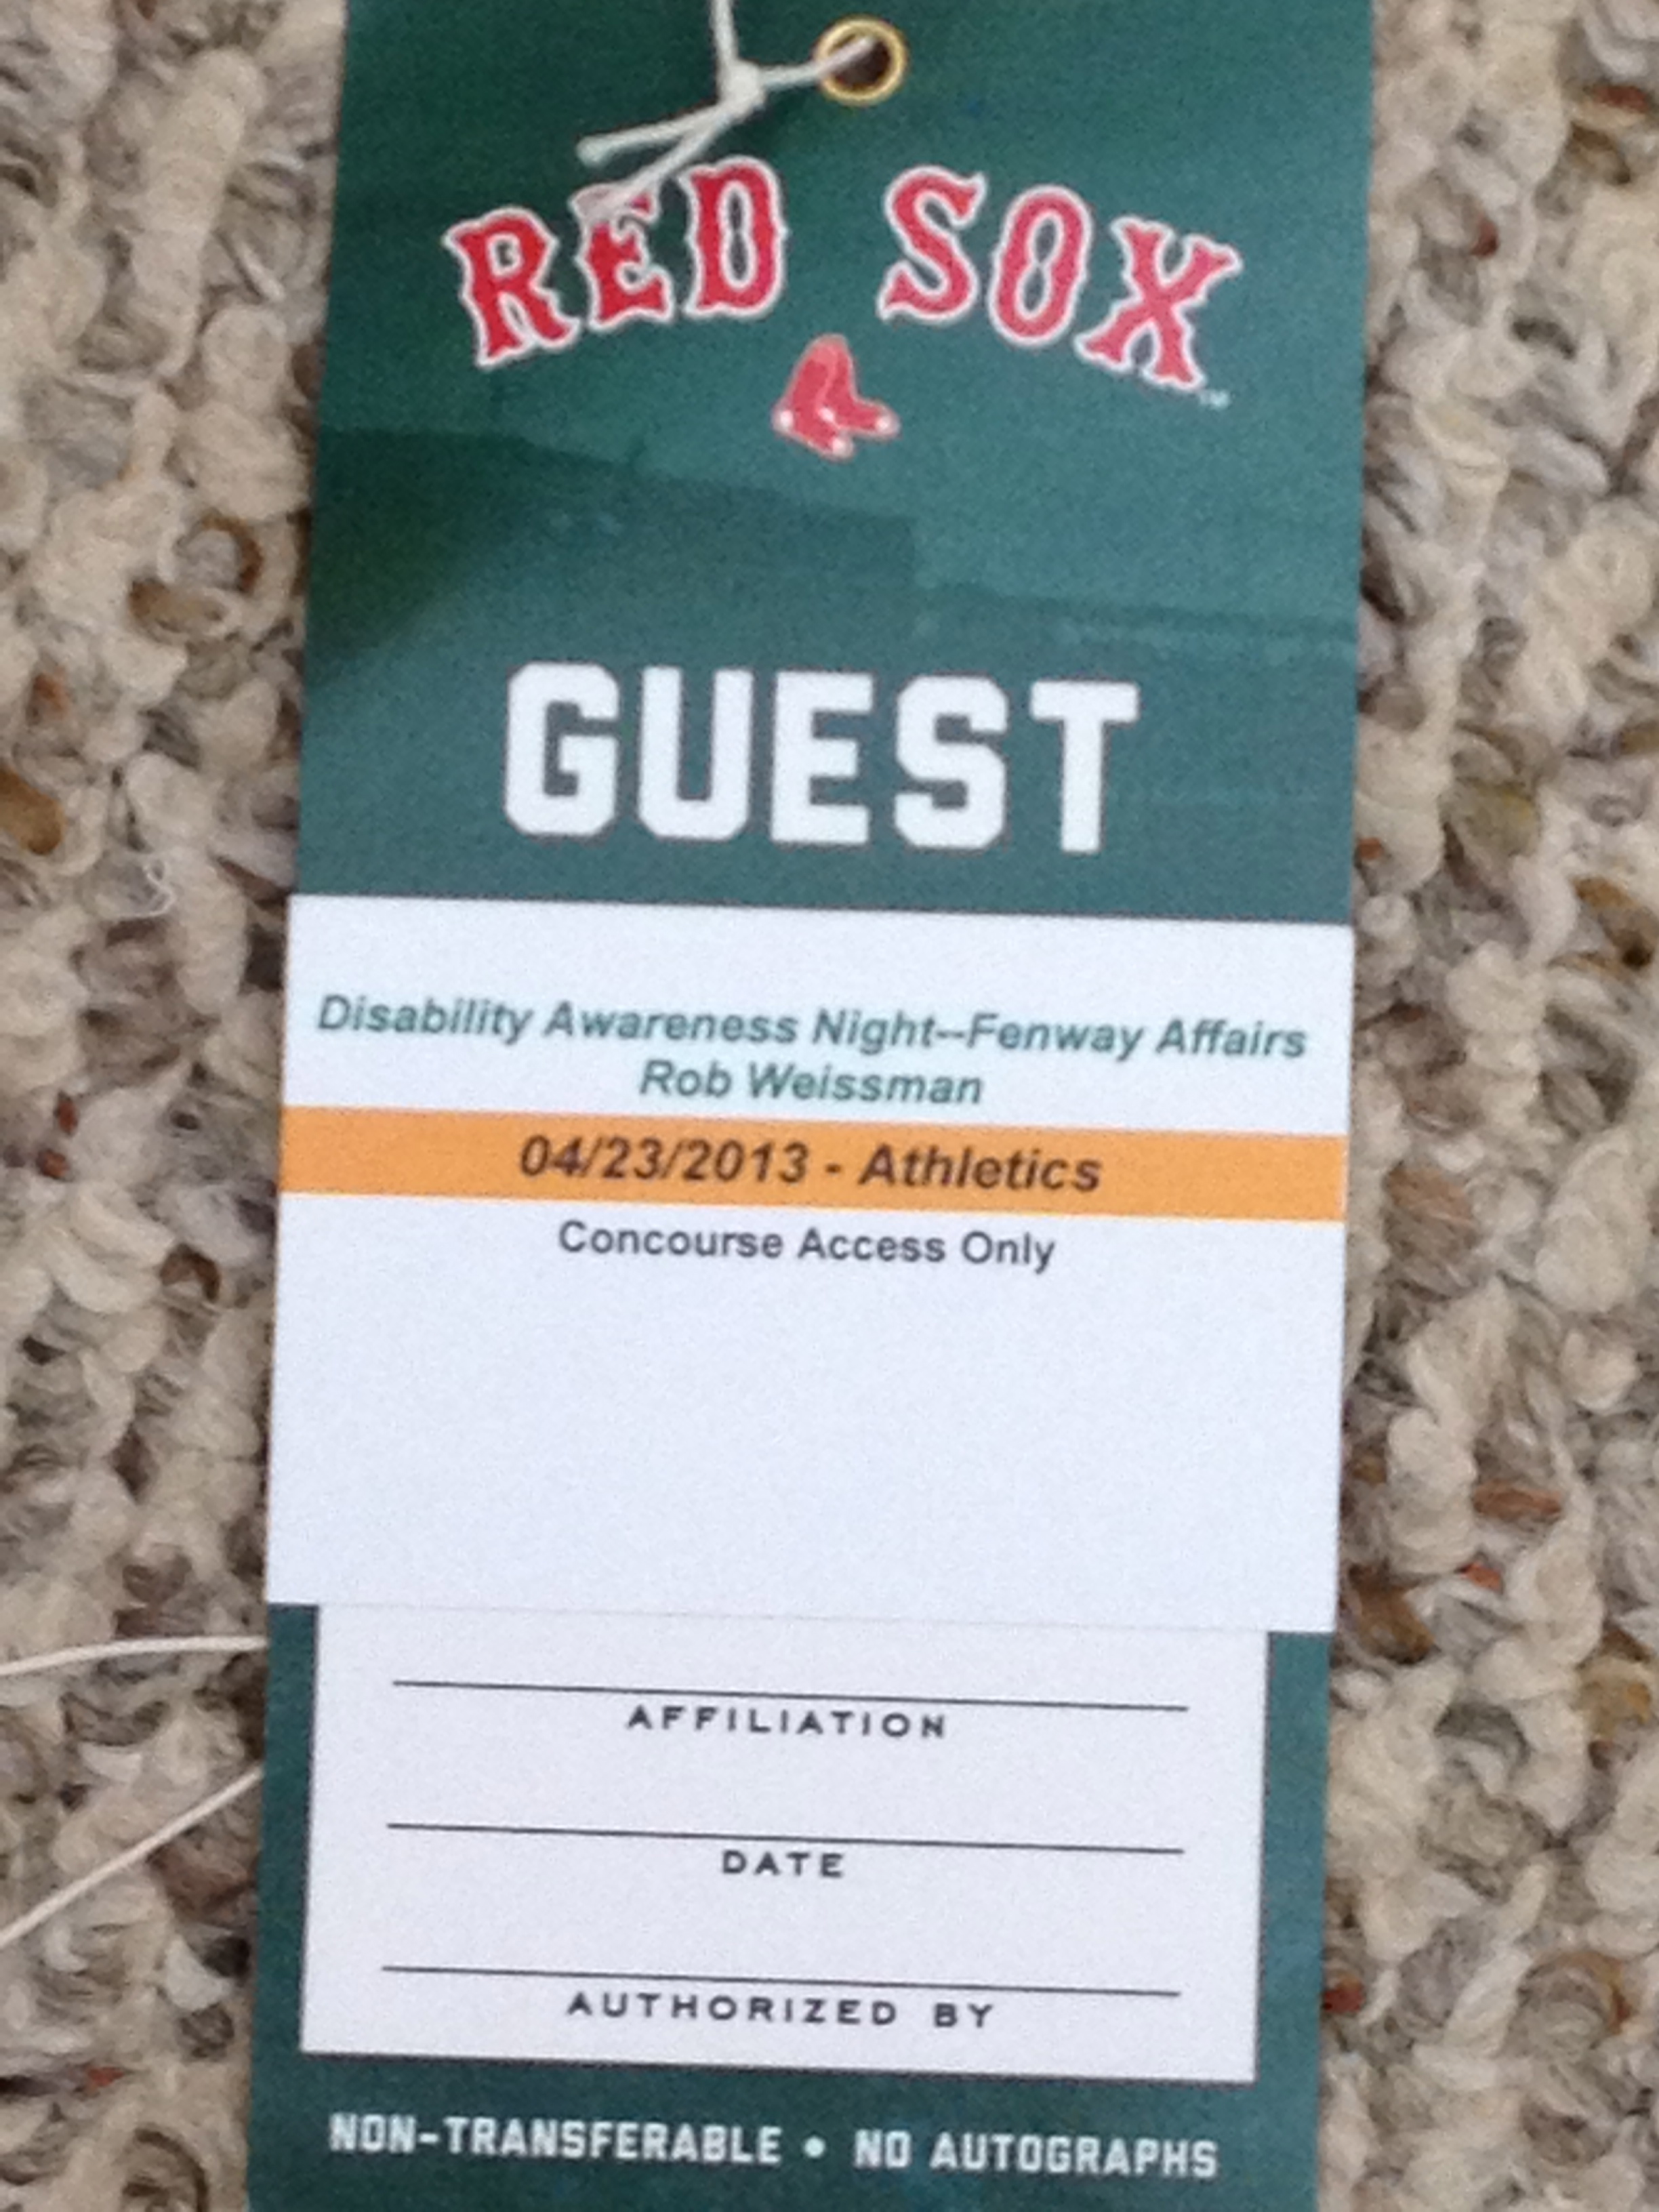 RED SOX
TM
GUEST
Disability Awareness Night--Fenway Affairs
Rob Weissman
04/23/2013 - Athletics
Concourse Access Only
AFFILIATION
DATE
AUTHORIZED BY
NON-TRANSFERABLE • NO AUTOGRAPHS